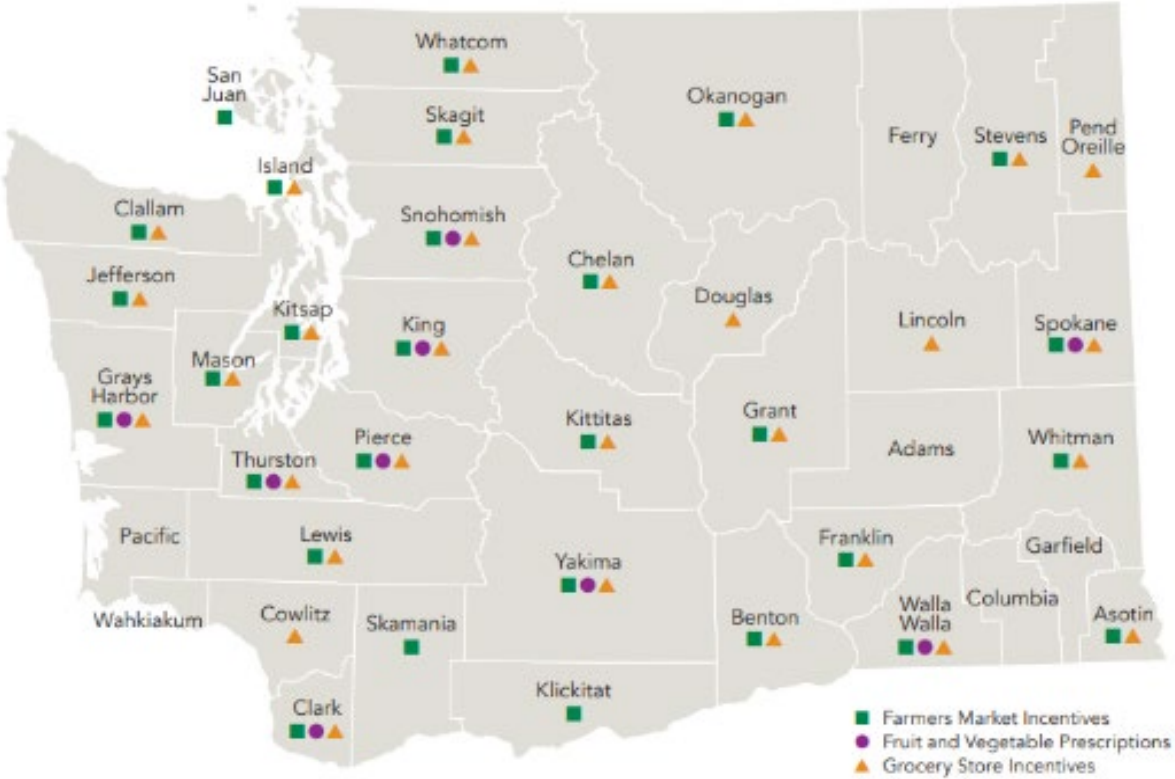 Whatcom
San
Juan
Okanogan
Skagit
Ferry
Stevens
Pend
Oreille
Island
Clallam
Snohomish
Chelan
Jefferson
Douglas
Kitsap
King
Lincoln
Spokane
Mason
Grays
Harbor
Kittitas
Grant
Pierce
Adams
Whitman
Thurston
Pacific
Lewis
Franklin
Garfield
Yakima
Wahkiakum
Cowlitz
Skamania
Benton
Walla
Walla
Columbia
Asotin
Klickitat
Clark
Farmers Market Incentives
Fruit and Vegetable Prescriptions
Grocery Store Incentives